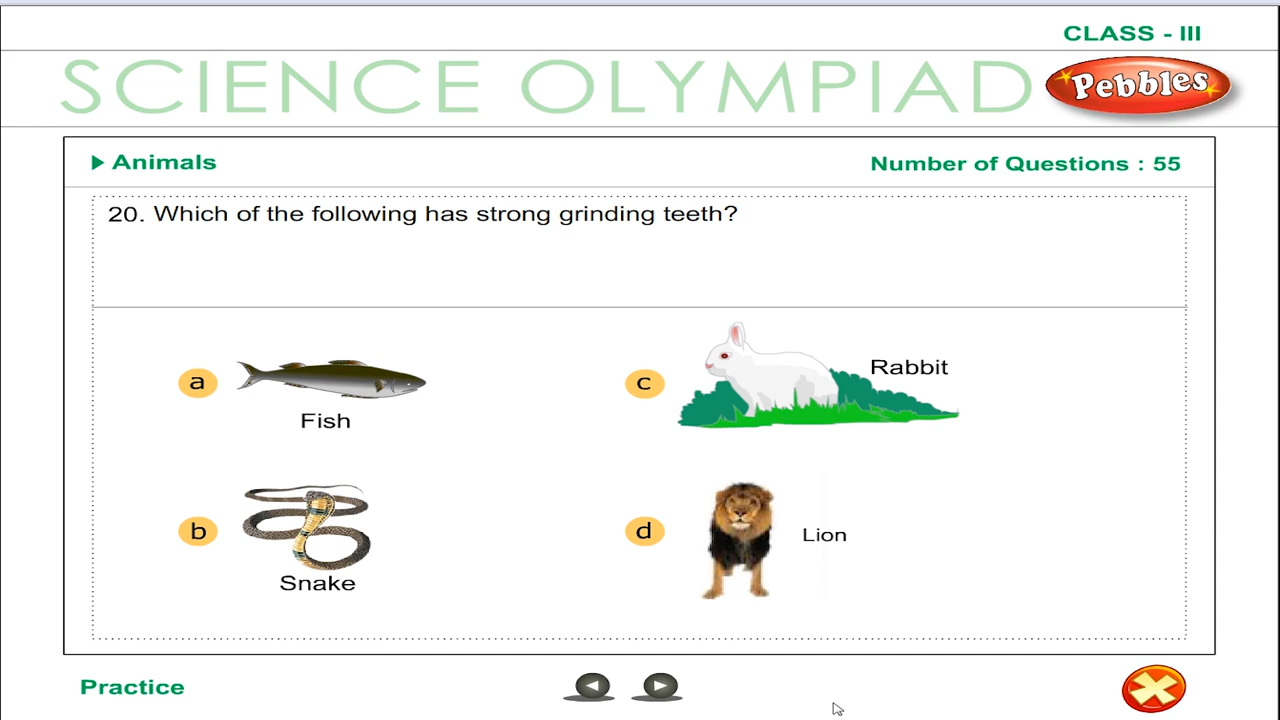 CLASS - III
SCIENCE OLYMPIAD
Pebbles
Animals
Number of Questions : 55
20. Which of the following has strong grinding teeth?
a
Fish
c
Rabbit
b
Snake
d
Lion
Practice